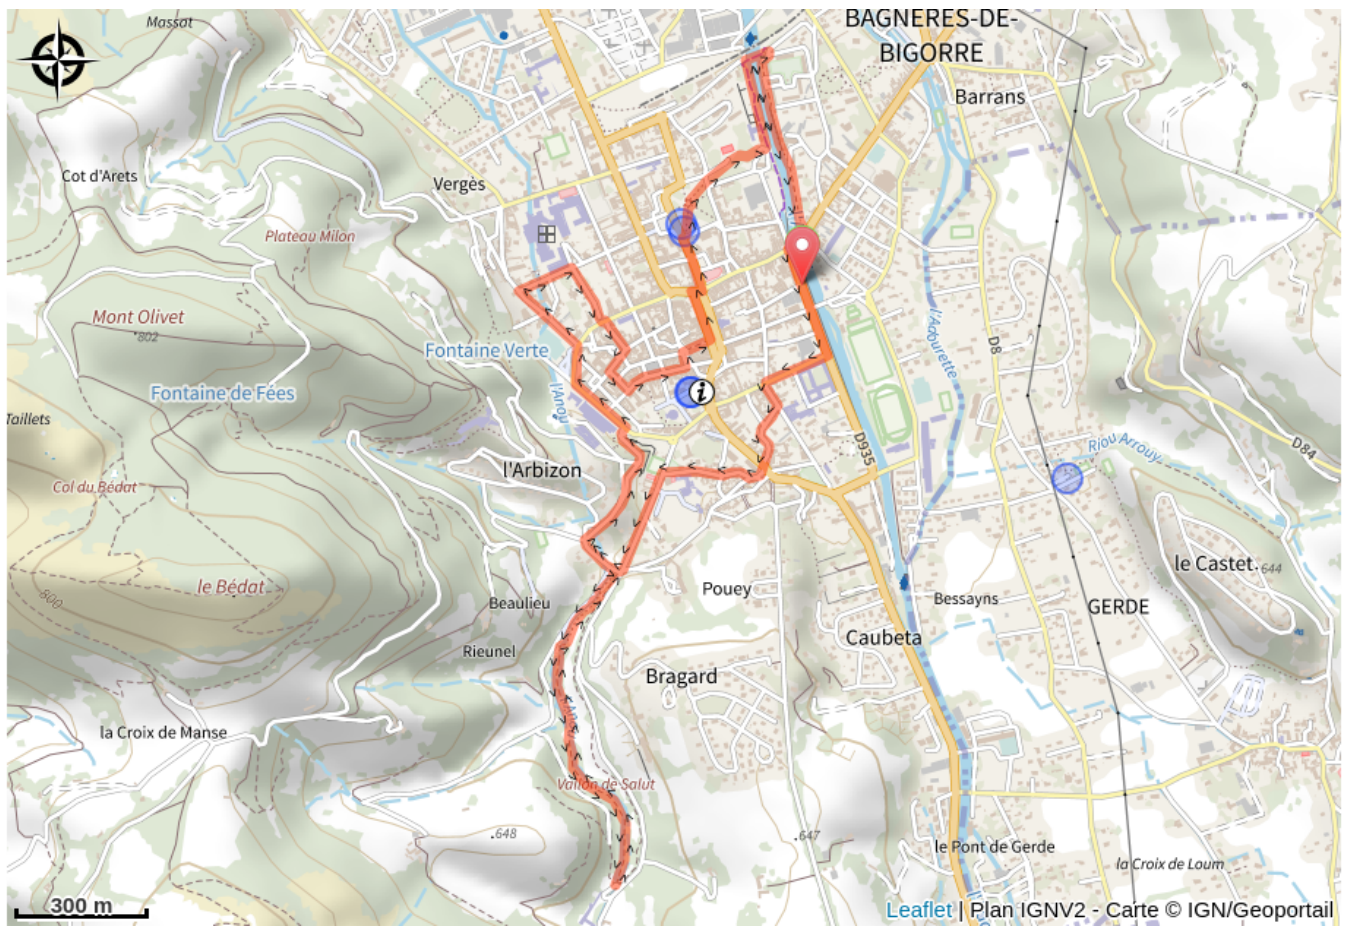 Massat
BAGNERES-DE-
BIGORRE
Barrans
Cot d'Arets
Vergès
Plateau Milon
Mont Olivet
802
Fontaine Verte
Fontaine de Fées
l'Anou
l'Adourette
D8
Taillets
i
D935
Riou Arrouy
D84
l'Arbizon
Col du Bédat
le Castet
644
le Bédat
800
Pouey
Beaulieu
Bessayns
GERDE
Caubeta
Rieunel
Bragard
la Croix de Manse
Vallon de Salut
648
647
le Pont de Gerde
la Croix de Loum
300 m
Leaflet | Plan IGNV2 - Carte © IGN/Geoportail